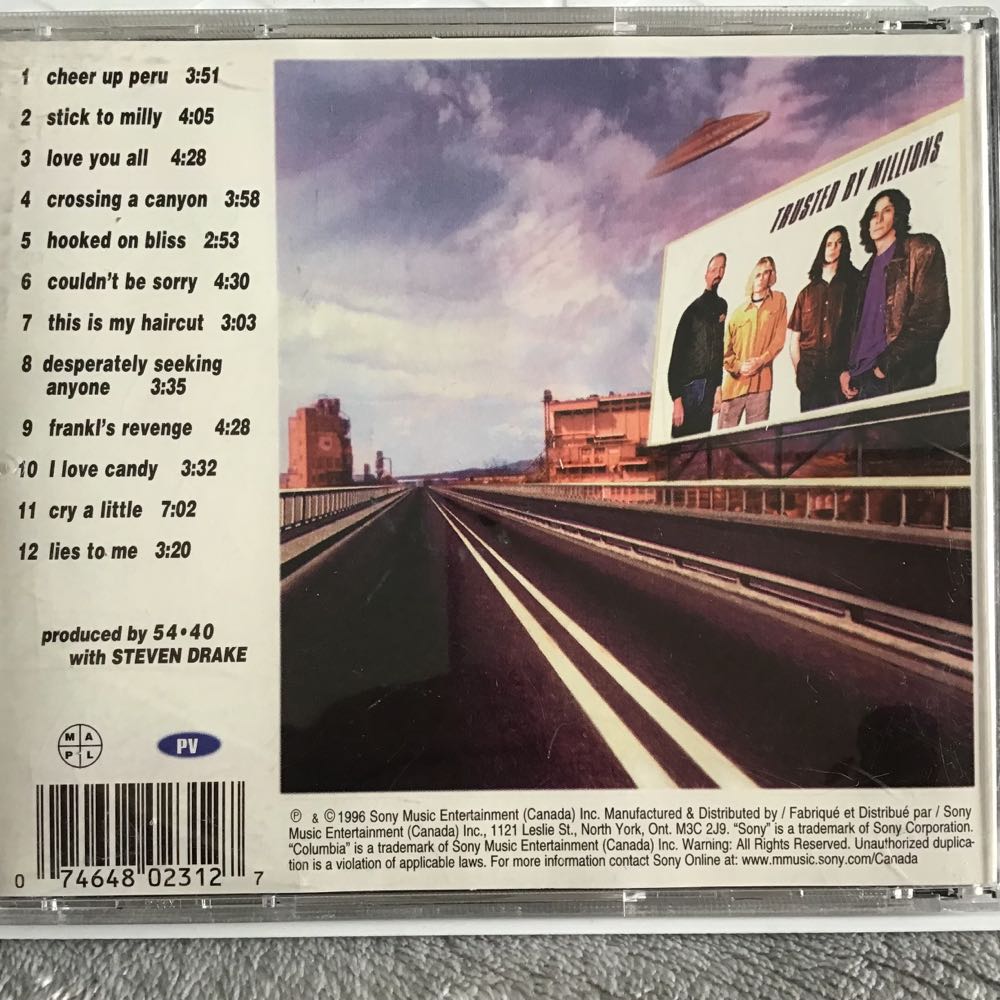 1 cheer up peru 3:51
2 stick to milly 4:05
3 love you all 4:28
4 crossing a canyon 3:58
5 hooked on bliss 2:53
6 couldn't be sorry 4:30
7 this is my haircut 3:03
8 desperately seeking
anyone 3:35
9 frankl's revenge 4:28
10 I love candy 3:32
11 cry a little 7:02
12 lies to me 3:20
produced by 54•40
with STEVEN DRAKE
M A
P L
PV
0 74648 02312 7
TRUSTED BY MILLIONS
℗ & ©1996 Sony Music Entertainment (Canada) Inc. Manufactured & Distributed by / Fabriqué et Distribué par / Sony
Music Entertainment (Canada) Inc., 1121 Leslie St., North York, Ont. M3C 2J9. "Sony" is a trademark of Sony Corporation.
"Columbia" is a trademark of Sony Music Entertainment (Canada) Inc. Warning: All Rights Reserved. Unauthorized duplica-
tion is a violation of applicable laws. For more information contact Sony Online at: www.mmusic.sony.com/Canada